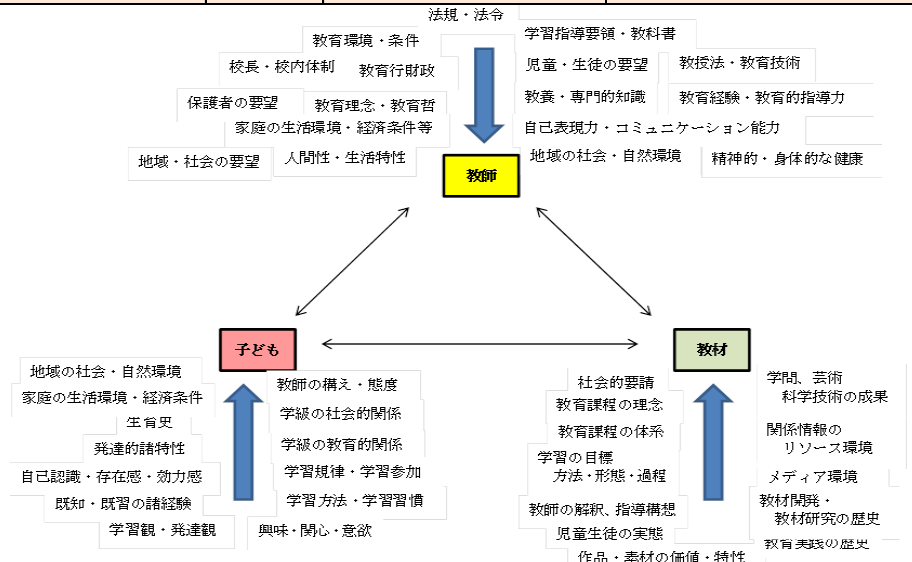 法規・法令
教育環境・条件
学習指導要領・教科書
校長・校内体制
教育行財政
児童・生徒の要望
教授法・教育技術
保護者の要望
教育理念・教育哲
教養・専門的知識
教育経験・教育的指導力
家庭の生活環境・経済条件等
自己表現力・コミュニケーション能力
地域・社会の要望
人間性・生活特性
地域の社会・自然環境
精神的・身体的な健康
教師
子ども
教材
地域の社会・自然環境
家庭の生活環境・経済条件
生育史
発達的諸特性
自己認識・存在感・効力感
既知・既習の諸経験
学習観・発達観
教師の構え・態度
学級の社会的関係
学級の教育的関係
学習規律・学習参加
学習方法・学習習慣
興味・関心・意欲
社会的要請
教育課程の理念
教育課程の体系
学習の目標
方法・形態・過程
教師の解釈、指導構想
児童生徒の実態
作品・素材の価値・特性
学問、芸術
科学技術の成果
関係情報の
リソース環境
メディア環境
教材開発・
教材研究の歴史
教育実践の歴史